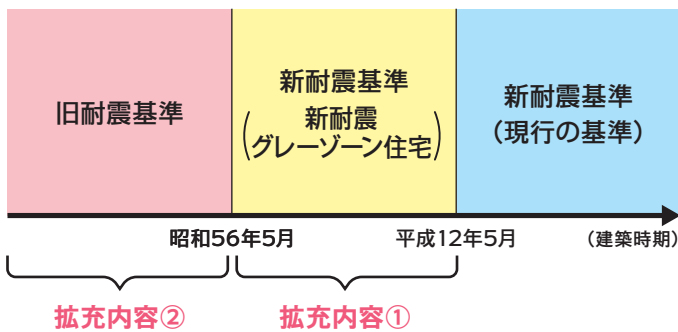 旧耐震基準
新耐震基準
(新耐震
グレーゾーン住宅)
新耐震基準
（現行の基準）
昭和56年5月
平成12年5月
(建築時期)
拡充内容②
拡充内容①